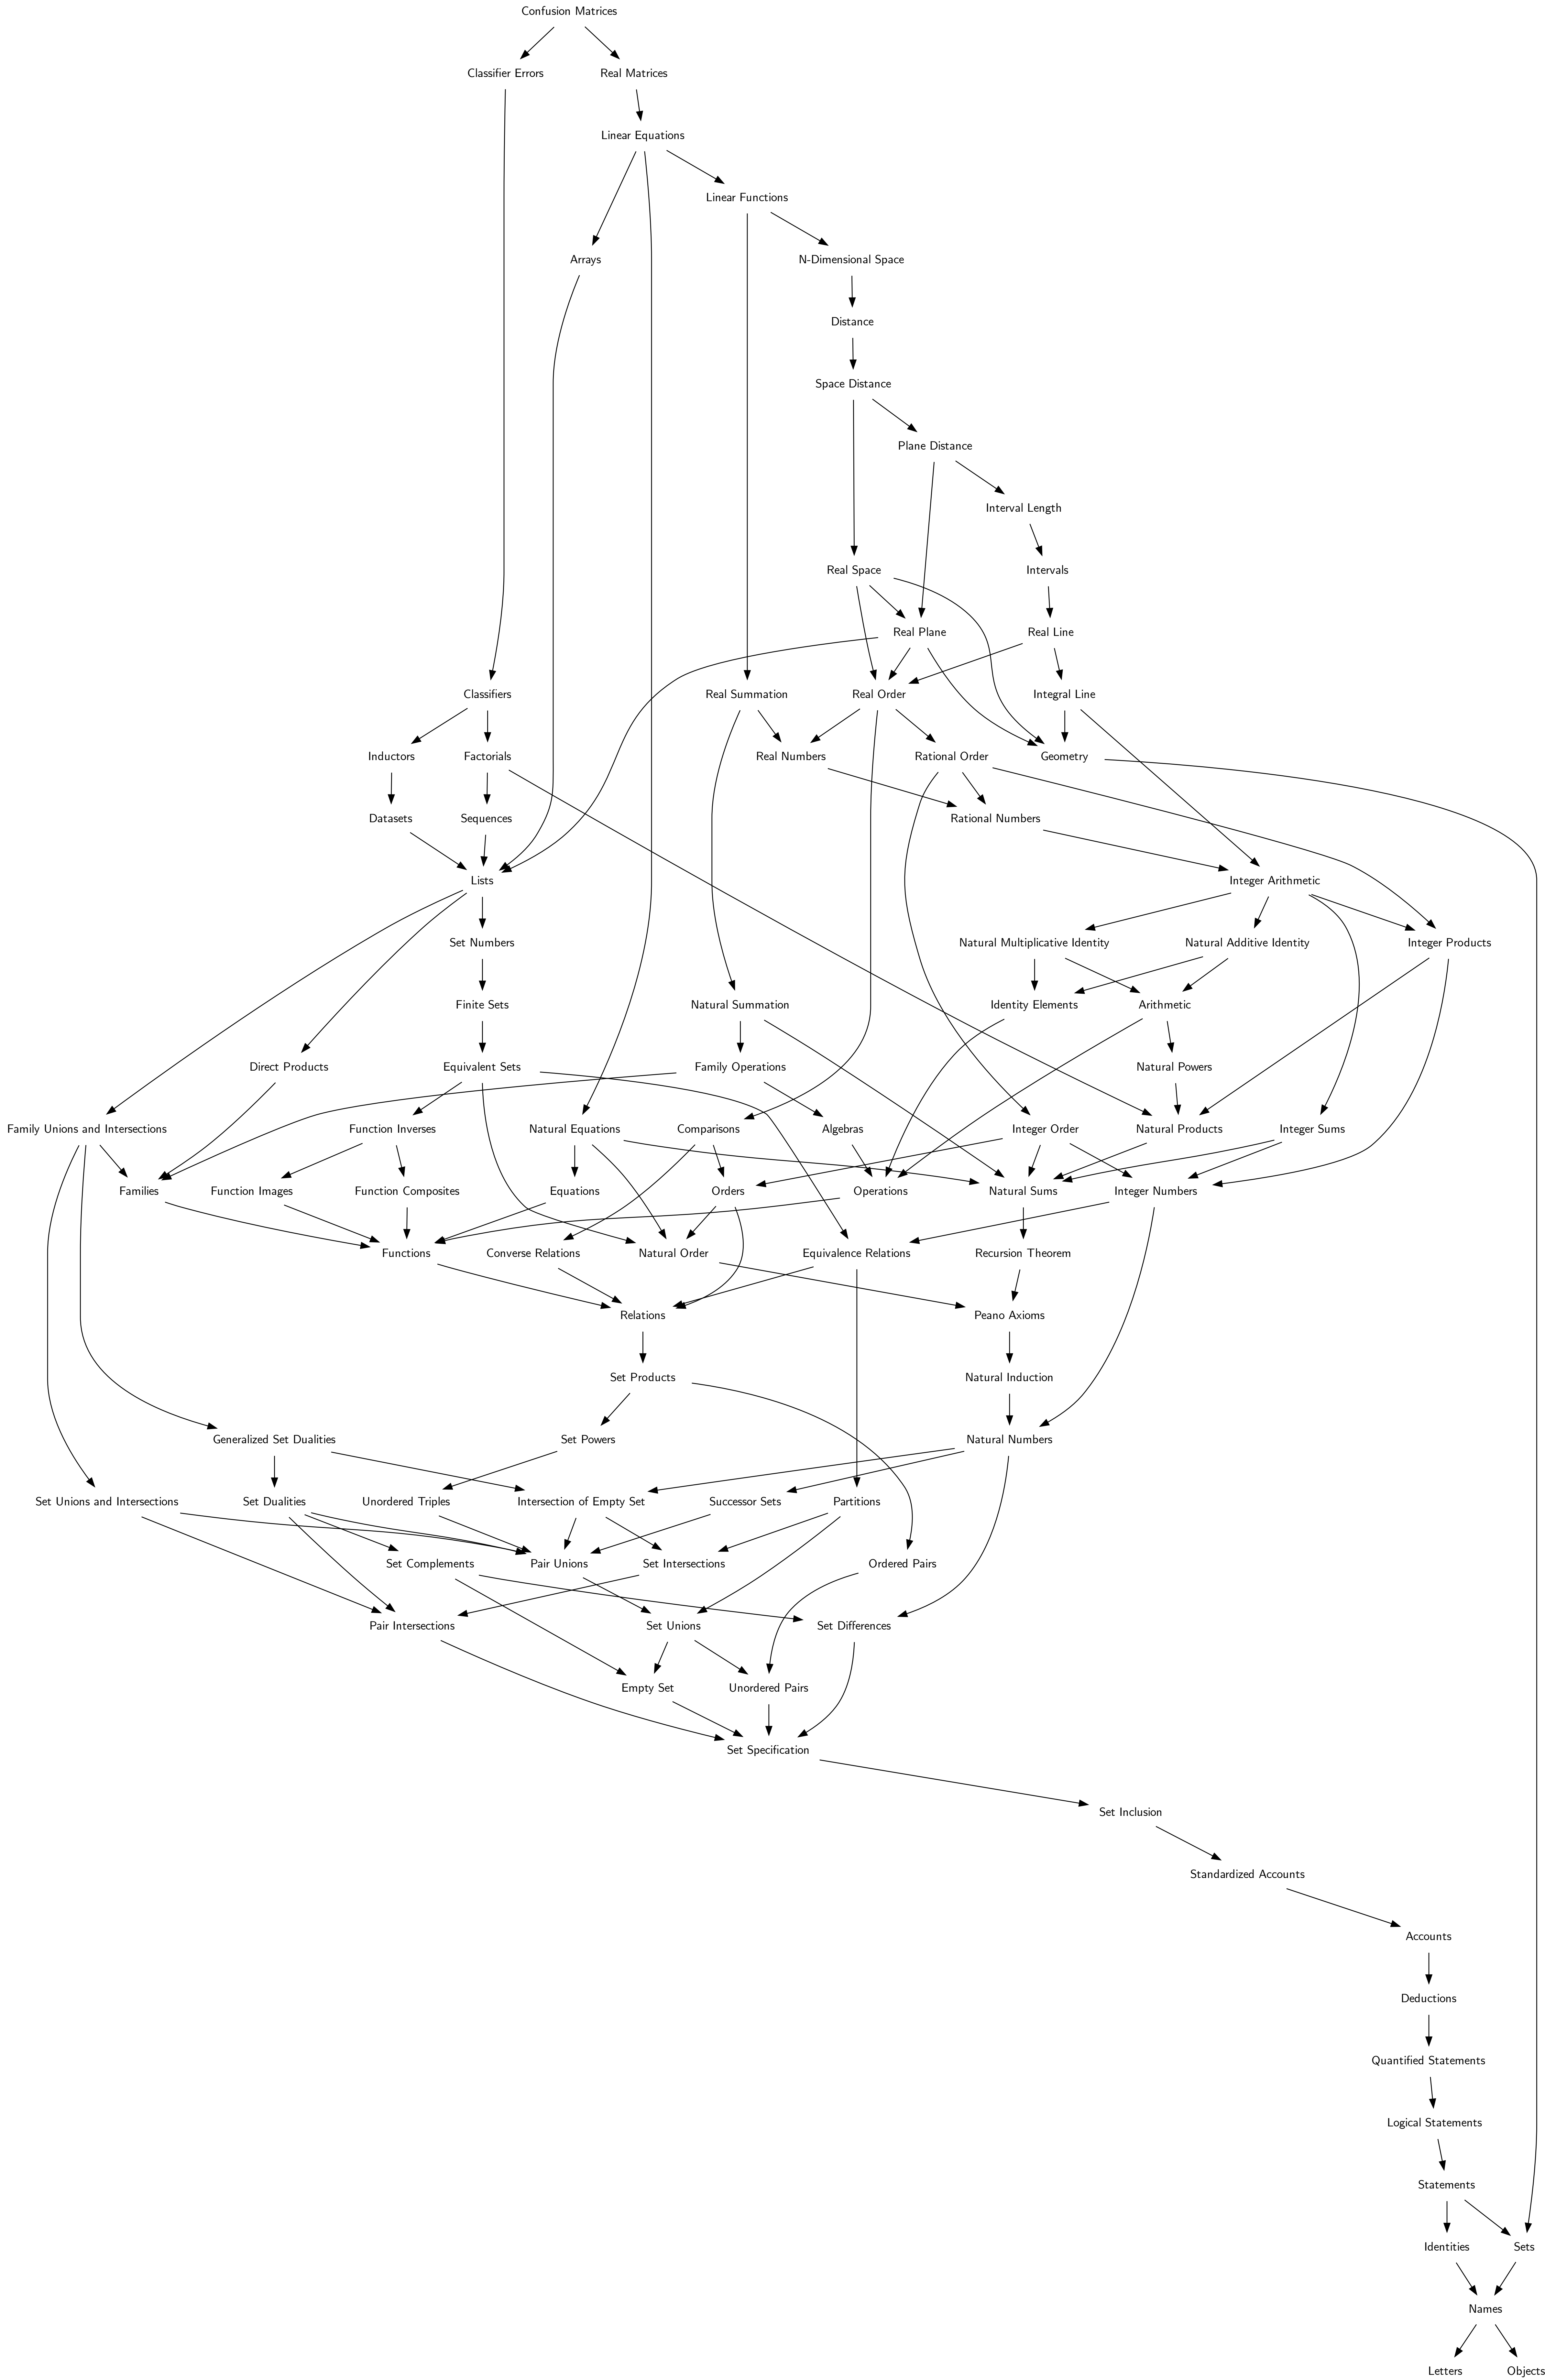 Confusion Matrices
Classifier Errors
Real Matrices
Linear Equations
Linear Functions
Arrays
N-Dimensional Space
Distance
Space Distance
Plane Distance
Interval Length
Real Space
Intervals
Real Plane
Real Line
Classifiers
Real Summation
Real Order
Integral Line
Inductors
Factorials
Real Numbers
Rational Order
Geometry
Datasets
Sequences
Rational Numbers
Lists
Integer Arithmetic
Set Numbers
Natural Multiplicative Identity
Natural Additive Identity
Integer Products
Finite Sets
Natural Summation
Identity Elements
Arithmetic
Direct Products
Equivalent Sets
Family Operations
Natural Powers
Family Unions and Intersections
Function Inverses
Natural Equations
Comparisons
Algebras
Integer Order
Natural Products
Integer Sums
Families
Function Images
Function Composites
Equations
Orders
Operations
Natural Sums
Integer Numbers
Functions
Converse Relations
Natural Order
Equivalence Relations
Recursion Theorem
Relations
Peano Axioms
Set Products
Natural Induction
Generalized Set Dualities
Set Powers
Natural Numbers
Set Unions and Intersections
Set Dualities
Unordered Triples
Intersection of Empty Set
Successor Sets
Partitions
Set Complements
Pair Unions
Set Intersections
Ordered Pairs
Pair Intersections
Set Unions
Set Differences
Empty Set
Unordered Pairs
Set Specification
Set Inclusion
Standardized Accounts
Accounts
Deductions
Quantified Statements
Logical Statements
Statements
Identities
Sets
Names
Letters
Objects